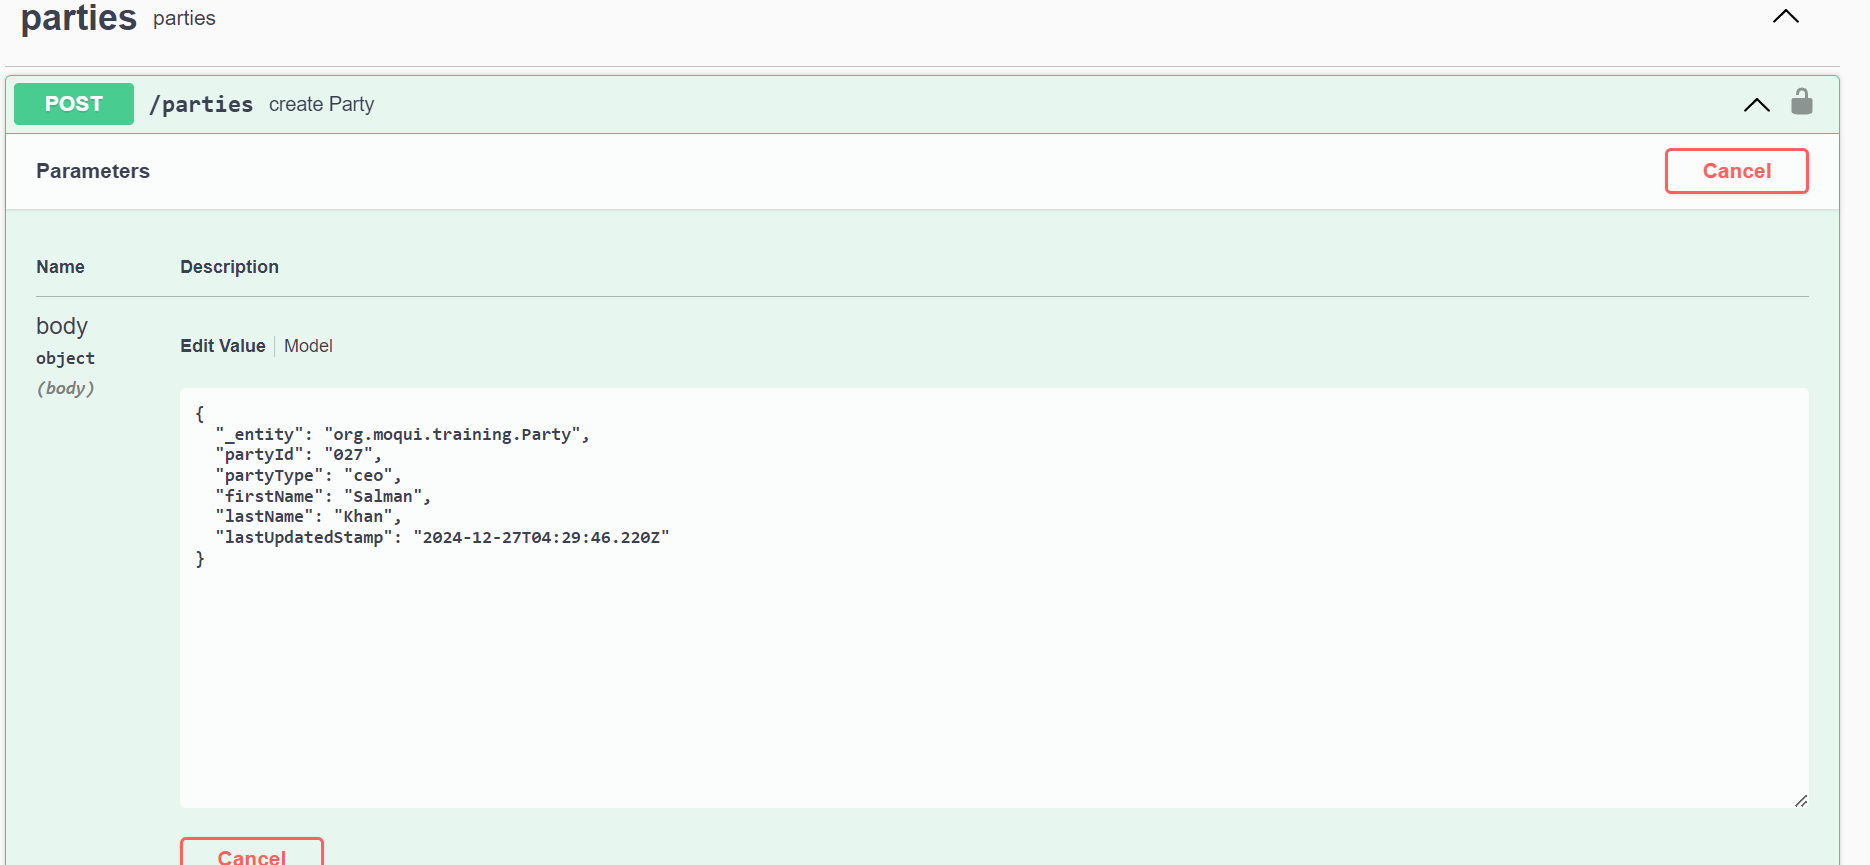 parties parties
POST /parties create Party
Parameters Cancel
Name Description
body
object
(body)
Edit Value Model
{
  "_entity": "org.moqui.training.Party",
  "partyId": "027",
  "partyType": "ceo",
  "firstName": "Salman",
  "lastName": "Khan",
  "lastUpdatedStamp": "2024-12-27T04:29:46.220Z"
}
Cancel